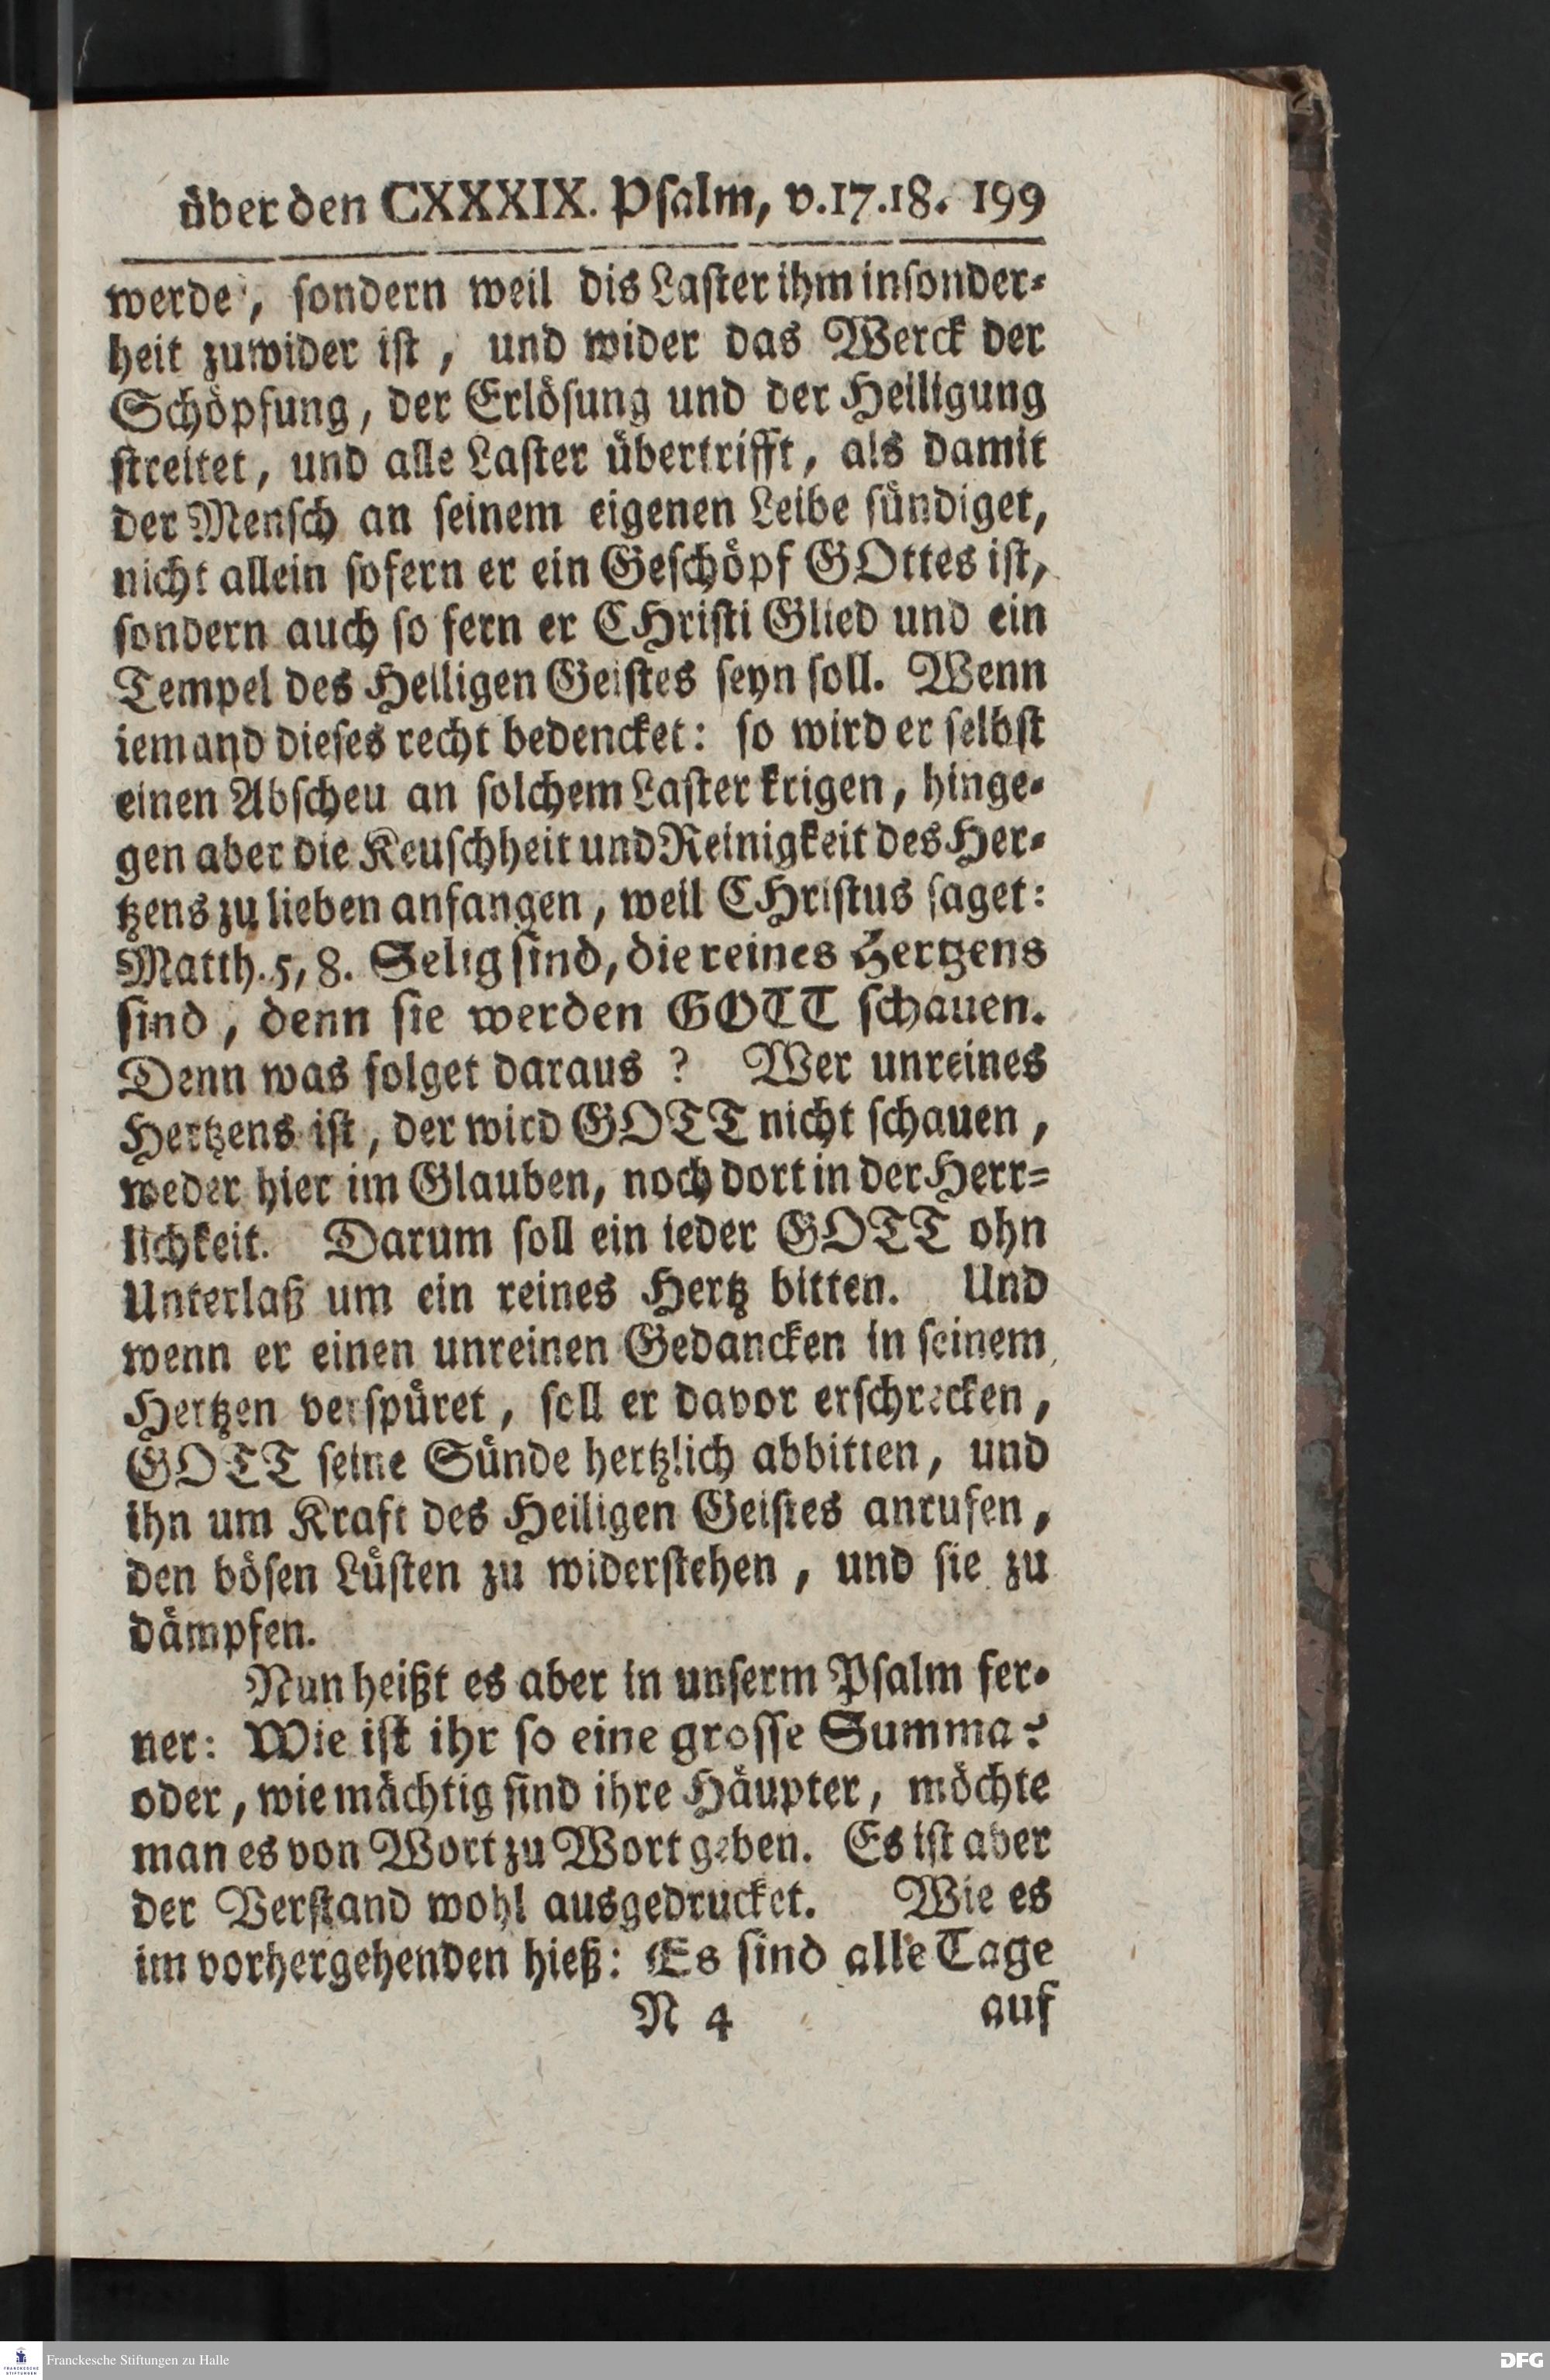 über den CXXXIX. Psalm, v.17.18. 199
werde, sondern weil dis Laster ihm insonder-
heit zuwider ist, und wider das Werck der
Schöpfung, der Erlösung und der Heiligung
streitet, und alle Laster übertrifft, als damit
der Mensch an seinem eigenen Leibe sündiget,
nicht allein sofern er ein Geschöpf GOttes ist,
sondern auch so fern er CHristi Glied und ein
Tempel des Heiligen Geistes seyn soll. Wenn
iemand dieses recht bedencket: so wird er selbst
einen Abscheu an solchem Laster krigen, hinge-
gen aber die Keuschheit und Reinigkeit des Her-
tzens zu lieben anfangen, weil CHristus saget:
Matth. 5, 8. Selig sind, die reines Hertzens
sind, denn sie werden GOTT schauen.
Denn was folget daraus? Wer unreines
Hertzens ist, der wird GOTT nicht schauen,
weder hier im Glauben, noch dort in der Herr-
lichkeit. Darum soll ein ieder GOTT ohn
Unterlaß um ein reines Hertz bitten. Und
wenn er einen unreinen Gedancken in seinem
Hertzen verspüret, soll er davor erschrecken,
GOTT seine Sünde hertzlich abbitten, und
ihn um Kraft des Heiligen Geistes anrufen,
den bösen Lüsten zu widerstehen, und sie zu
dämpfen.
Nun heißt es aber in unserm Psalm fer-
ner: Wie ist ihr so eine grosse Summa?
oder, wie mächtig sind ihre Häupter, möchte
man es von Wort zu Wort geben. Es ist aber
der Verstand wohl ausgedrucket. Wie es
im vorhergehenden hieß: Es sind alle Tage
N 4 auf
Franckesche Stiftungen zu Halle
DFG